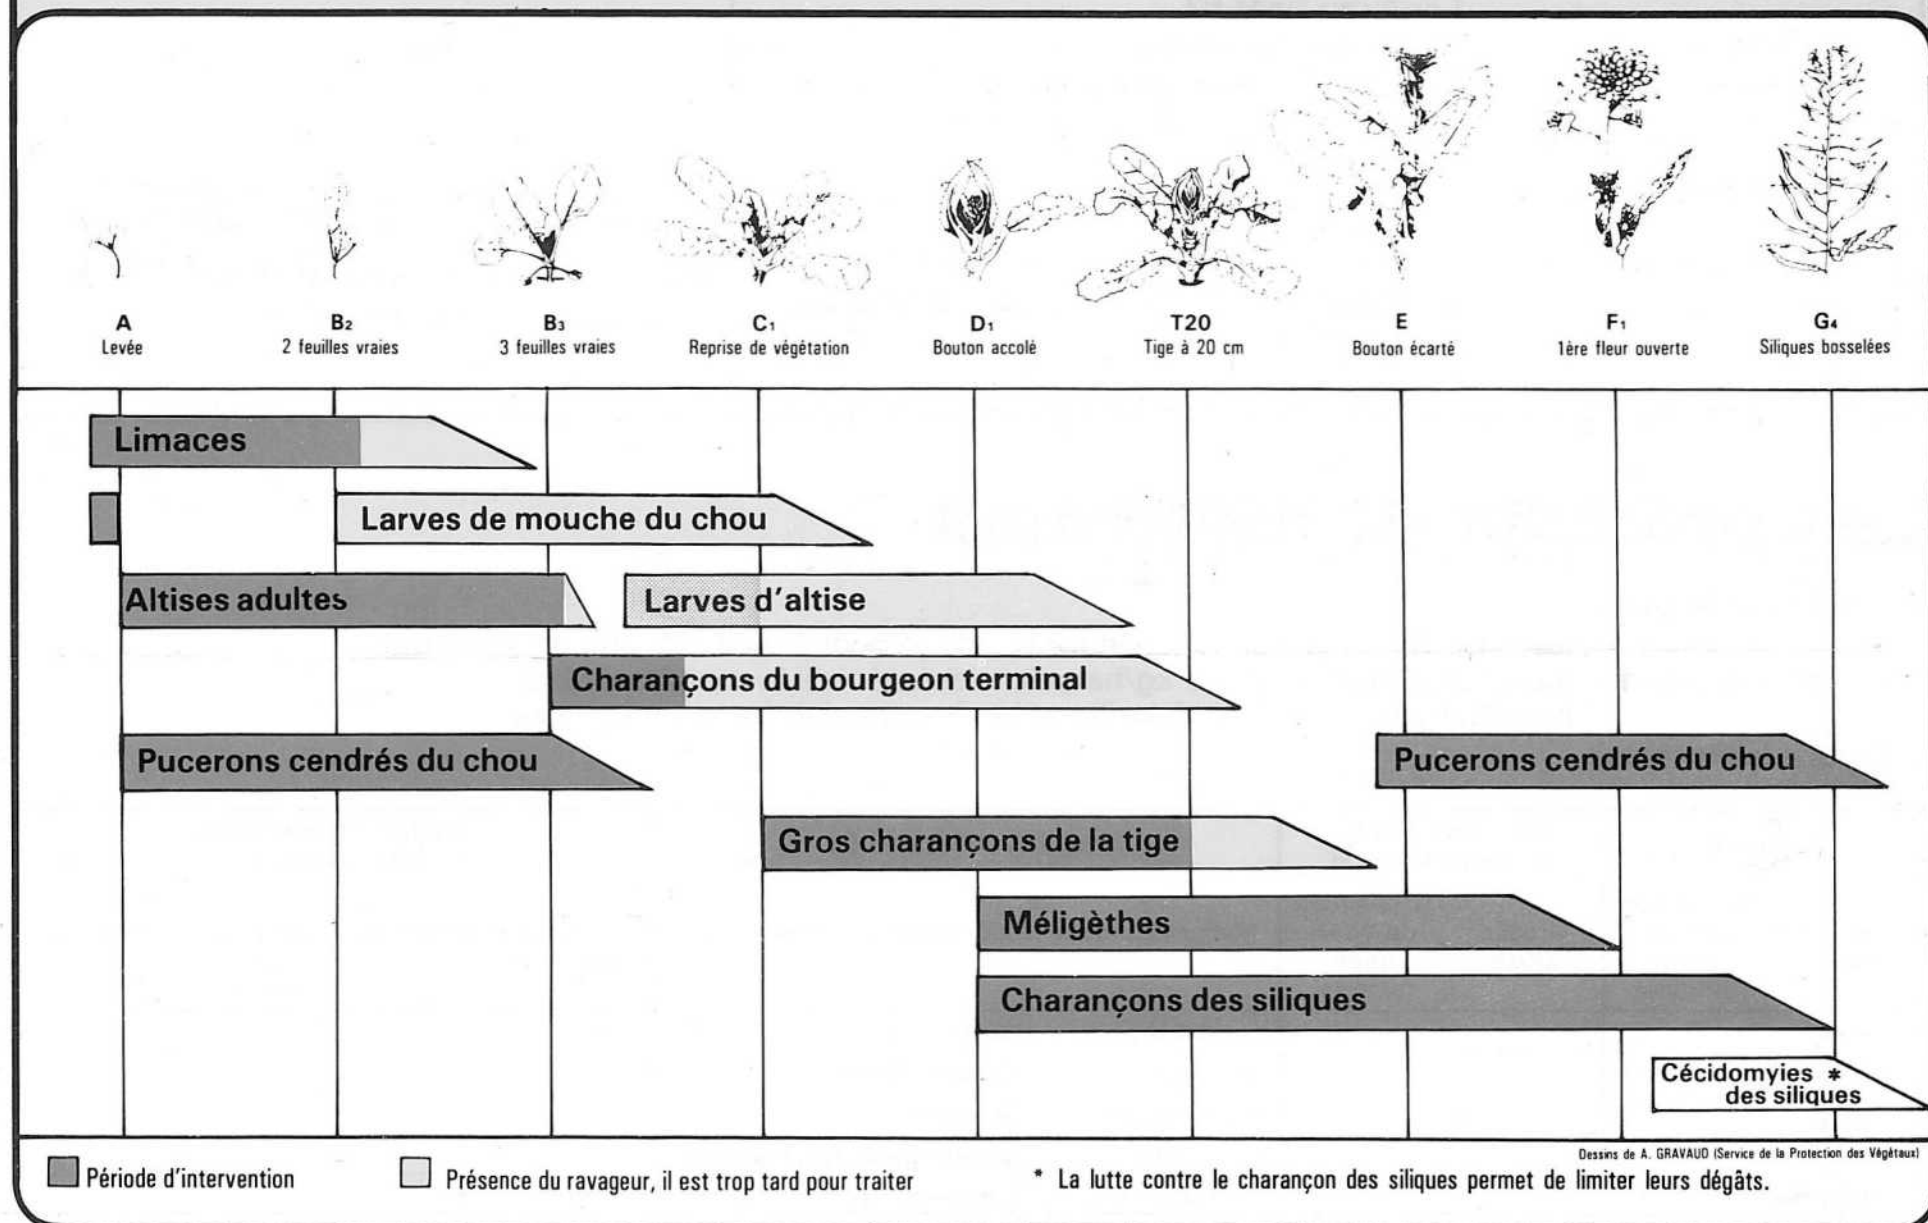 A
Levée
B2
2 feuilles vraies
B3
3 feuilles vraies
C1
Reprise de végétation
D1
Bouton accolé
T20
Tige à 20 cm
E
Bouton écarté
F1
1ère fleur ouverte
G4
Siliques bosselées
Limaces
Larves de mouche du chou
Altises adultes
Larves d'altise
Charançons du bourgeon terminal
Pucerons cendrés du chou
Pucerons cendrés du chou
Gros charançons de la tige
Méligèthes
Charançons des siliques
Cécidomyies *
des siliques
Dessins de A. GRAVAUD (Service de la Protection des Végétaux)
Période d'intervention
Présence du ravageur, il est trop tard pour traiter
* La lutte contre le charançon des siliques permet de limiter leurs dégâts.